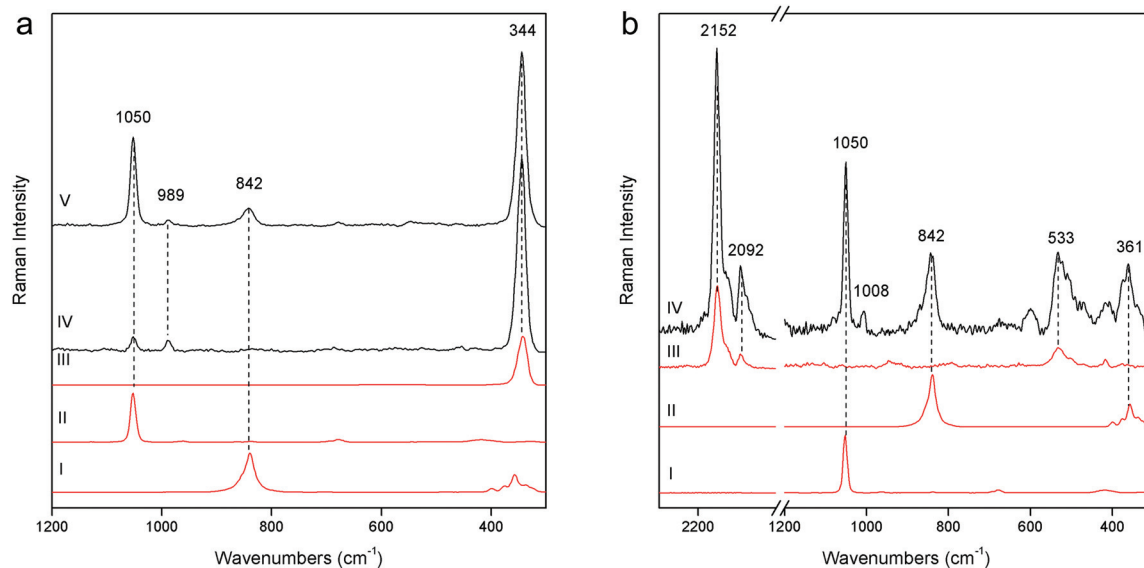 a
344
1050
989
842
V
IV
III
II
I
Raman Intensity
1200
1000
800
600
400
Wavenumbers (cm⁻¹)
b
2152
1050
842
533
361
2092
1008
IV
III
II
I
Raman Intensity
2200
1200
1000
800
600
400
Wavenumbers (cm⁻¹)